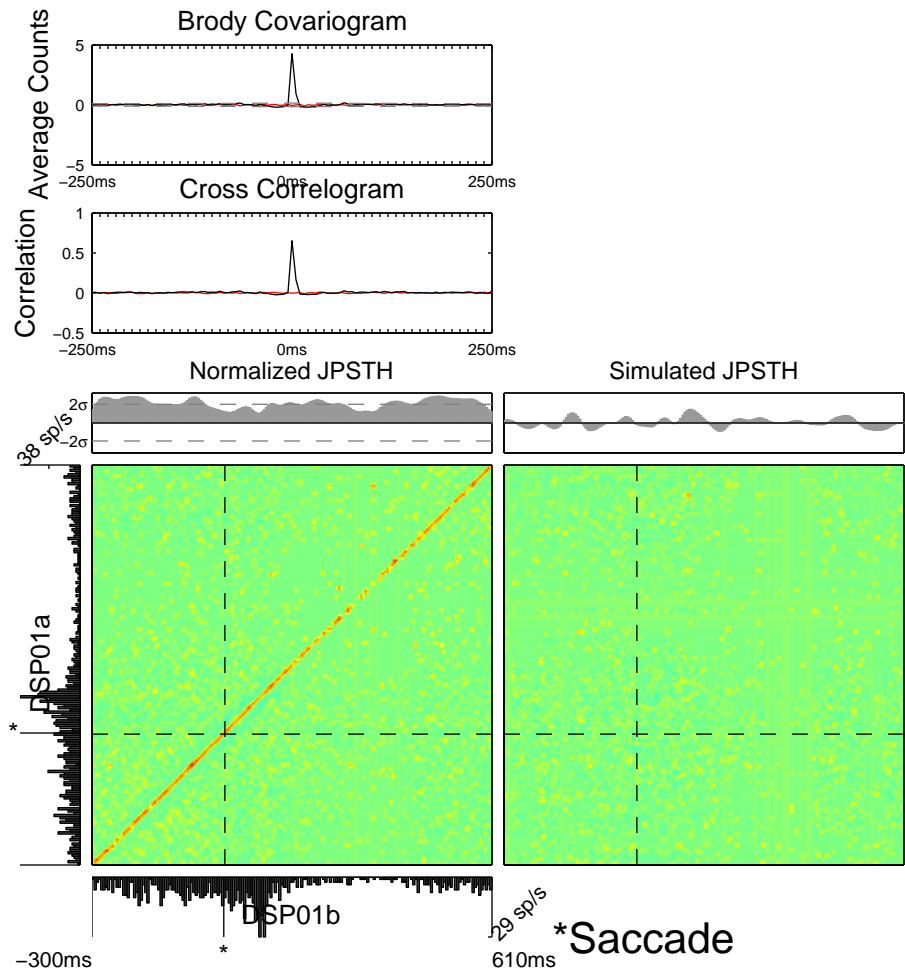 Brody Covariogram
Average Counts
5
0
−5
−250ms
0ms
250ms
Cross Correlogram
Correlation
1
0.5
0
−0.5
−250ms
0ms
250ms
Normalized JPSTH
Simulated JPSTH
2σ
−2σ
38 sp/s
DSP01a
*
DSP01b
29 sp/s
*
*Saccade
−300ms
610ms